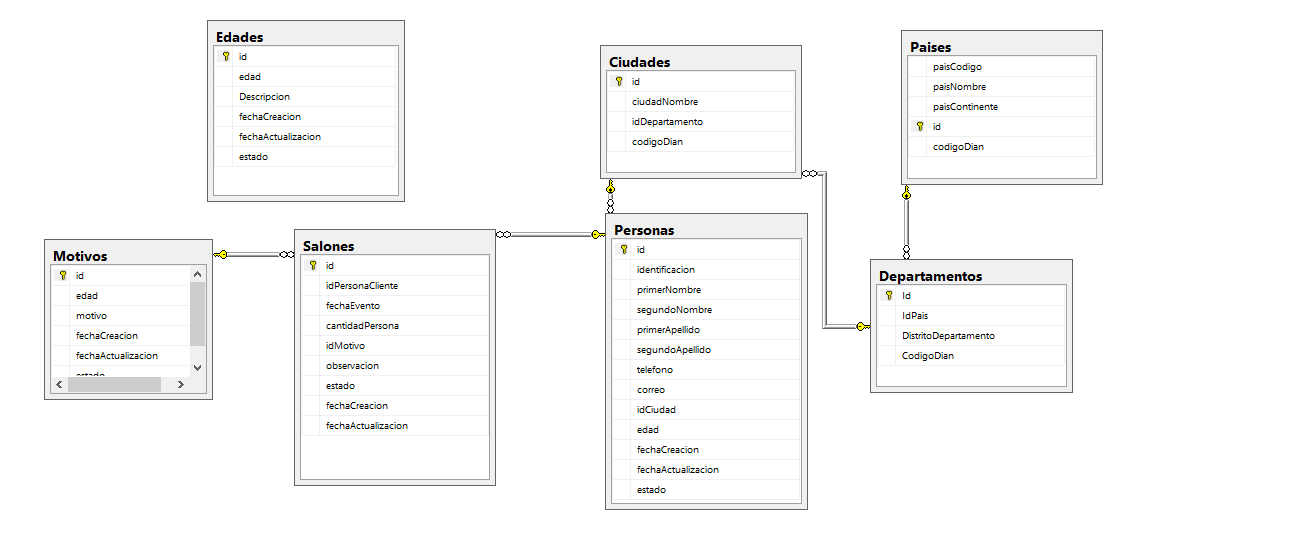 Edades
id
edad
Descripcion
fechaCreacion
fechaActualizacion
estado
Ciudades
id
ciudadNombre
idDepartamento
codigoDian
Paises
paisCodigo
paisNombre
paisContinente
id
codigoDian
Motivos
id
edad
motivo
fechaCreacion
fechaActualizacion
estado
Salones
id
idPersonaCliente
fechaEvento
cantidadPersona
idMotivo
observacion
estado
fechaCreacion
fechaActualizacion
Personas
id
identificacion
primerNombre
segundoNombre
primerApellido
segundoApellido
telefono
correo
idCiudad
edad
fechaCreacion
fechaActualizacion
estado
Departamentos
Id
IdPais
DistritoDepartamento
CodigoDian